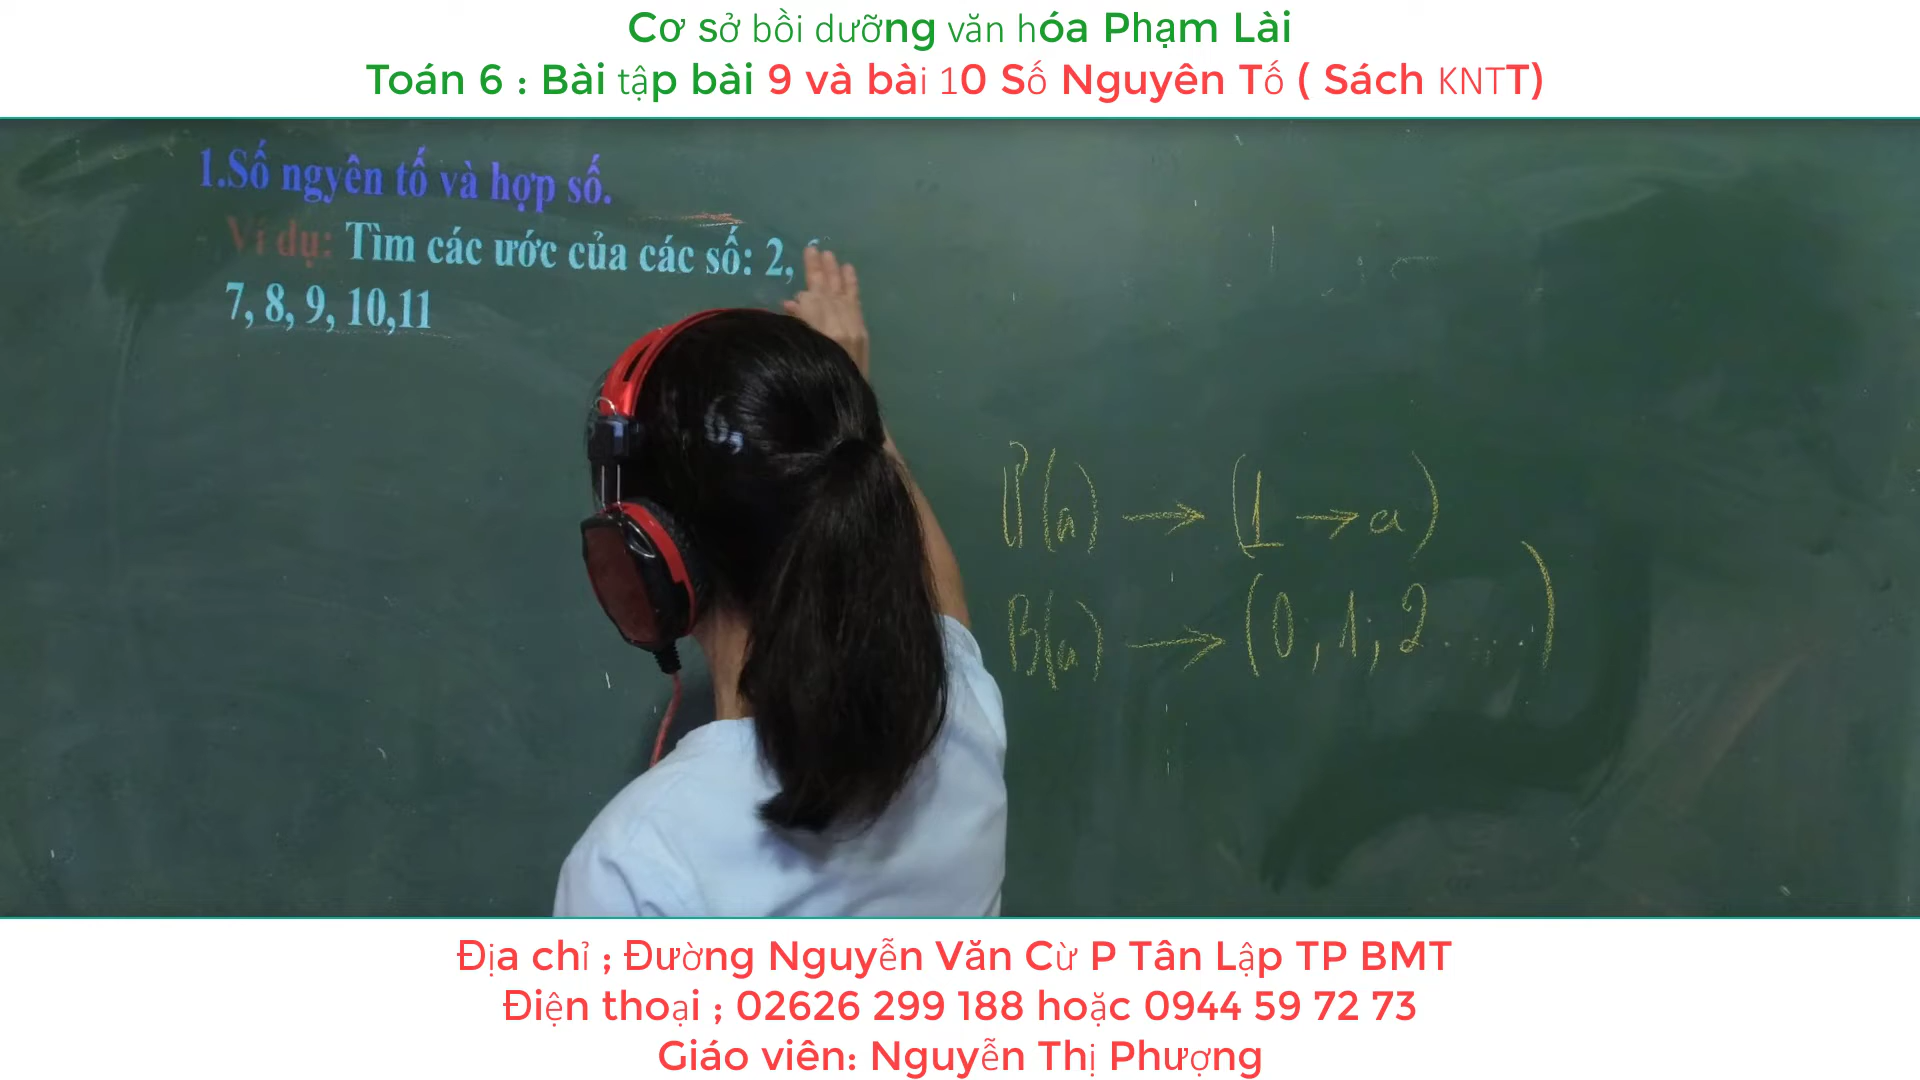 Cơ sở bồi dưỡng văn hóa Phạm Lài
Toán 6 : Bài tập bài 9 và bài 10 Số Nguyên Tố ( Sách KNTT)
1.Số ngyên tố và hợp số.
Ví dụ: Tìm các ước của các số: 2,
7, 8, 9, 10,11
Ư(a) → (1 → a)
B(a) → (0, 1, 2......)
Địa chỉ ; Đường Nguyễn Văn Cừ P Tân Lập TP BMT
Điện thoại ; 02626 299 188 hoặc 0944 59 72 73
Giáo viên: Nguyễn Thị Phượng